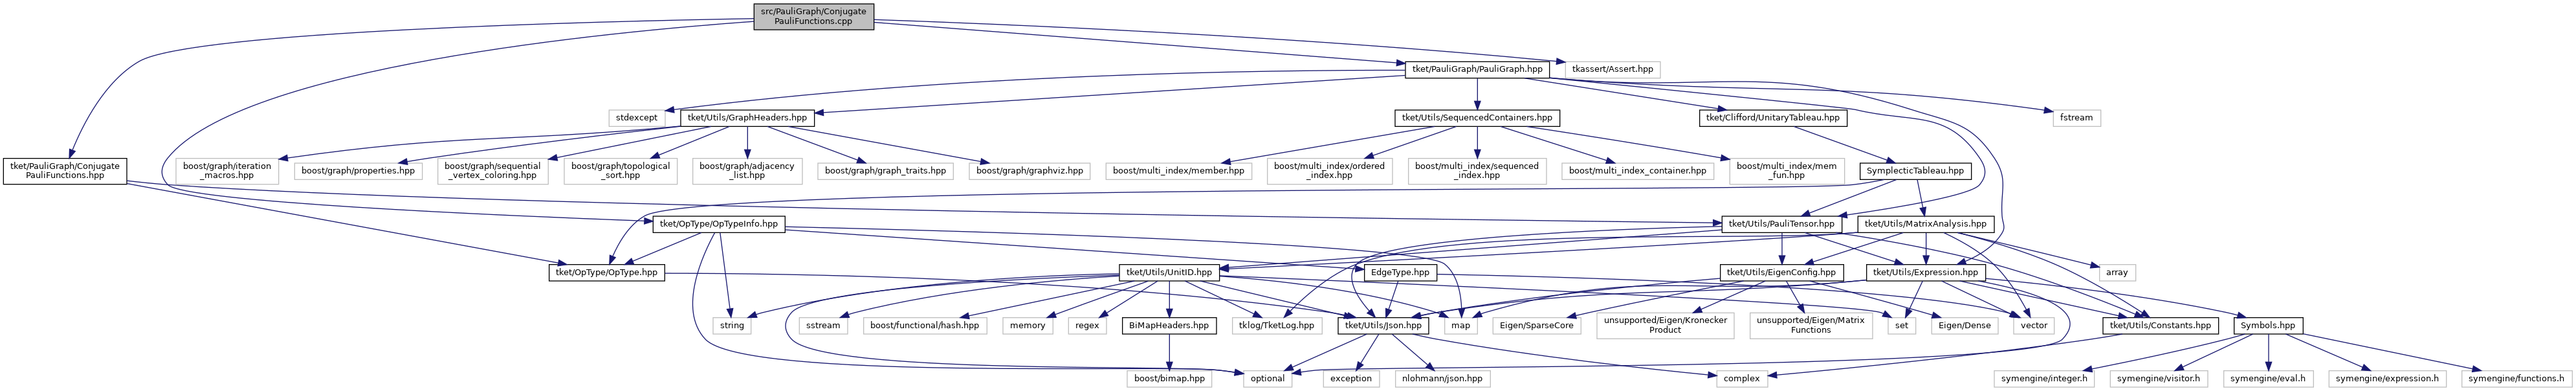 src/PauliGraph/Conjugate
PauliFunctions.cpp
tket/PauliGraph/PauliGraph.hpp
tkassert/Assert.hpp
stdexcept
tket/Utils/GraphHeaders.hpp
tket/Utils/SequencedContainers.hpp
tket/Clifford/UnitaryTableau.hpp
fstream
tket/PauliGraph/Conjugate
PauliFunctions.hpp
boost/graph/iteration
_macros.hpp
boost/graph/properties.hpp
boost/graph/sequential
_vertex_coloring.hpp
boost/graph/topological
_sort.hpp
boost/graph/adjacency
_list.hpp
boost/graph/graph_traits.hpp
boost/graph/graphviz.hpp
boost/multi_index/member.hpp
boost/multi_index/ordered
_index.hpp
boost/multi_index/sequenced
_index.hpp
boost/multi_index_container.hpp
boost/multi_index/mem
_fun.hpp
SymplecticTableau.hpp
tket/OpType/OpTypeInfo.hpp
tket/Utils/PauliTensor.hpp
tket/Utils/MatrixAnalysis.hpp
tket/OpType/OpType.hpp
tket/Utils/UnitID.hpp
EdgeType.hpp
tket/Utils/EigenConfig.hpp
tket/Utils/Expression.hpp
array
string
sstream
boost/functional/hash.hpp
memory
regex
BiMapHeaders.hpp
tklog/TketLog.hpp
tket/Utils/Json.hpp
map
Eigen/SparseCore
unsupported/Eigen/Kronecker
Product
unsupported/Eigen/Matrix
Functions
set
Eigen/Dense
vector
tket/Utils/Constants.hpp
Symbols.hpp
boost/bimap.hpp
optional
exception
nlohmann/json.hpp
complex
symengine/integer.h
symengine/visitor.h
symengine/eval.h
symengine/expression.h
symengine/functions.h